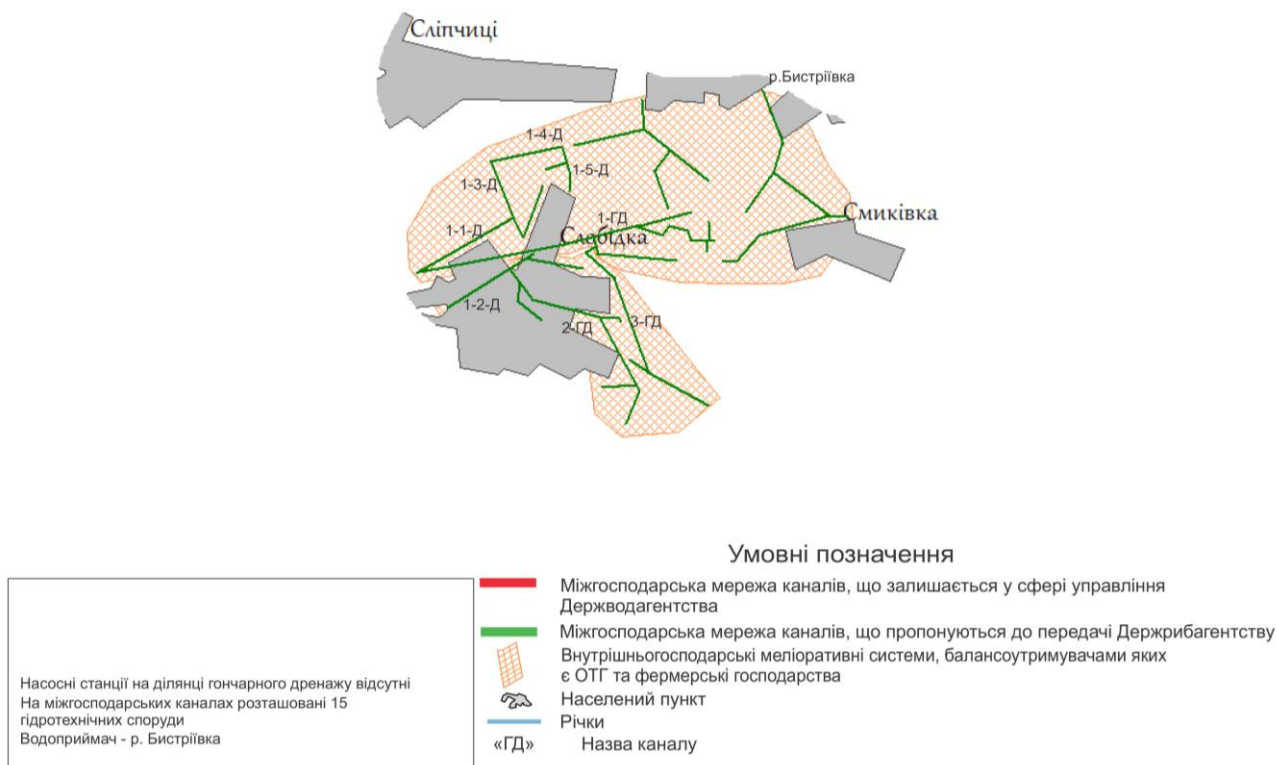 Сліпчиці
р.Бистріївка
1-4-Д
1-5-Д
1-3-Д
1-ГД
Смиківка
1-1-Д
Слобідка
1-2-Д
2-ГД
3-ГД
Умовні позначення
Міжгосподарська мережа каналів, що залишається у сфері управління
Держводагентства
Міжгосподарська мережа каналів, що пропонуються до передачі Держрибагентству
Внутрішньогосподарські меліоративні системи, балансоутримувачами яких
є ОТГ та фермерські господарства
Населений пункт
Річки
«ГД» Назва каналу
Насосні станції на ділянці гончарного дренажу відсутні
На міжгосподарських каналах розташовані 15
гідротехнічних споруди
Водоприймач - р. Бистріївка